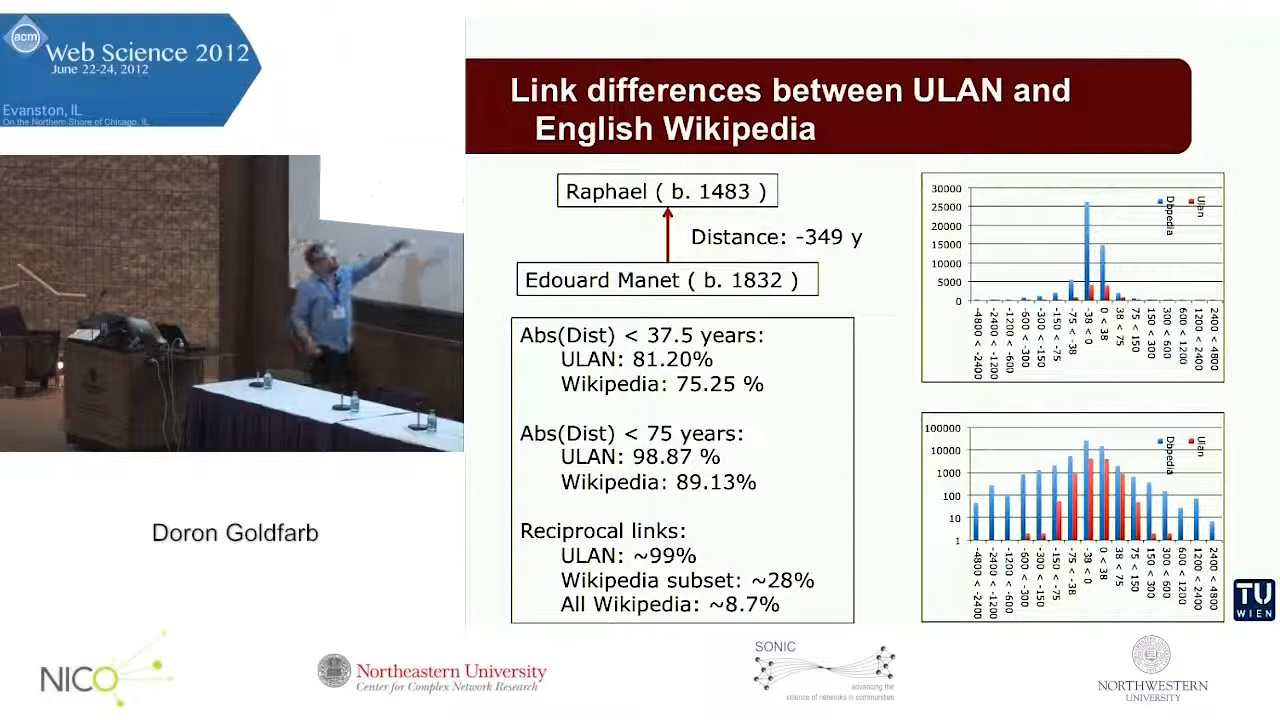 acm
Web Science 2012
June 22-24, 2012
Evanston, IL
On the Northern Shore of Chicago, IL
Link differences between ULAN and
English Wikipedia
Raphael ( b. 1483 )
Distance: -349 y
Edouard Manet ( b. 1832 )
Abs(Dist) < 37.5 years:
ULAN: 81.20%
Wikipedia: 75.25 %
Abs(Dist) < 75 years:
ULAN: 98.87 %
Wikipedia: 89.13%
Reciprocal links:
ULAN: ~99%
Wikipedia subset: ~28%
All Wikipedia: ~8.7%
30000
25000
20000
15000
10000
5000
0
Dbpedia
Ulan
-4800 < -2400
-2400 < -1200
-1200 < -600
-600 < -300
-300 < -150
-150 < -75
-75 < -38
-38 < 0
0 < 38
38 < 75
75 < 150
150 < 300
300 < 600
600 < 1200
1200 < 2400
2400 < 4800
100000
10000
1000
100
10
1
Dbpedia
Ulan
-4800 < -2400
-2400 < -1200
-1200 < -600
-600 < -300
-300 < -150
-150 < -75
-75 < -38
-38 < 0
0 < 38
38 < 75
75 < 150
150 < 300
300 < 600
600 < 1200
1200 < 2400
2400 < 4800
TU
WIEN
Doron Goldfarb
NICO
Northeastern University
Center for Complex Network Research
SONIC
advancing the
science of networks in communities
NORTHWESTERN
UNIVERSITY